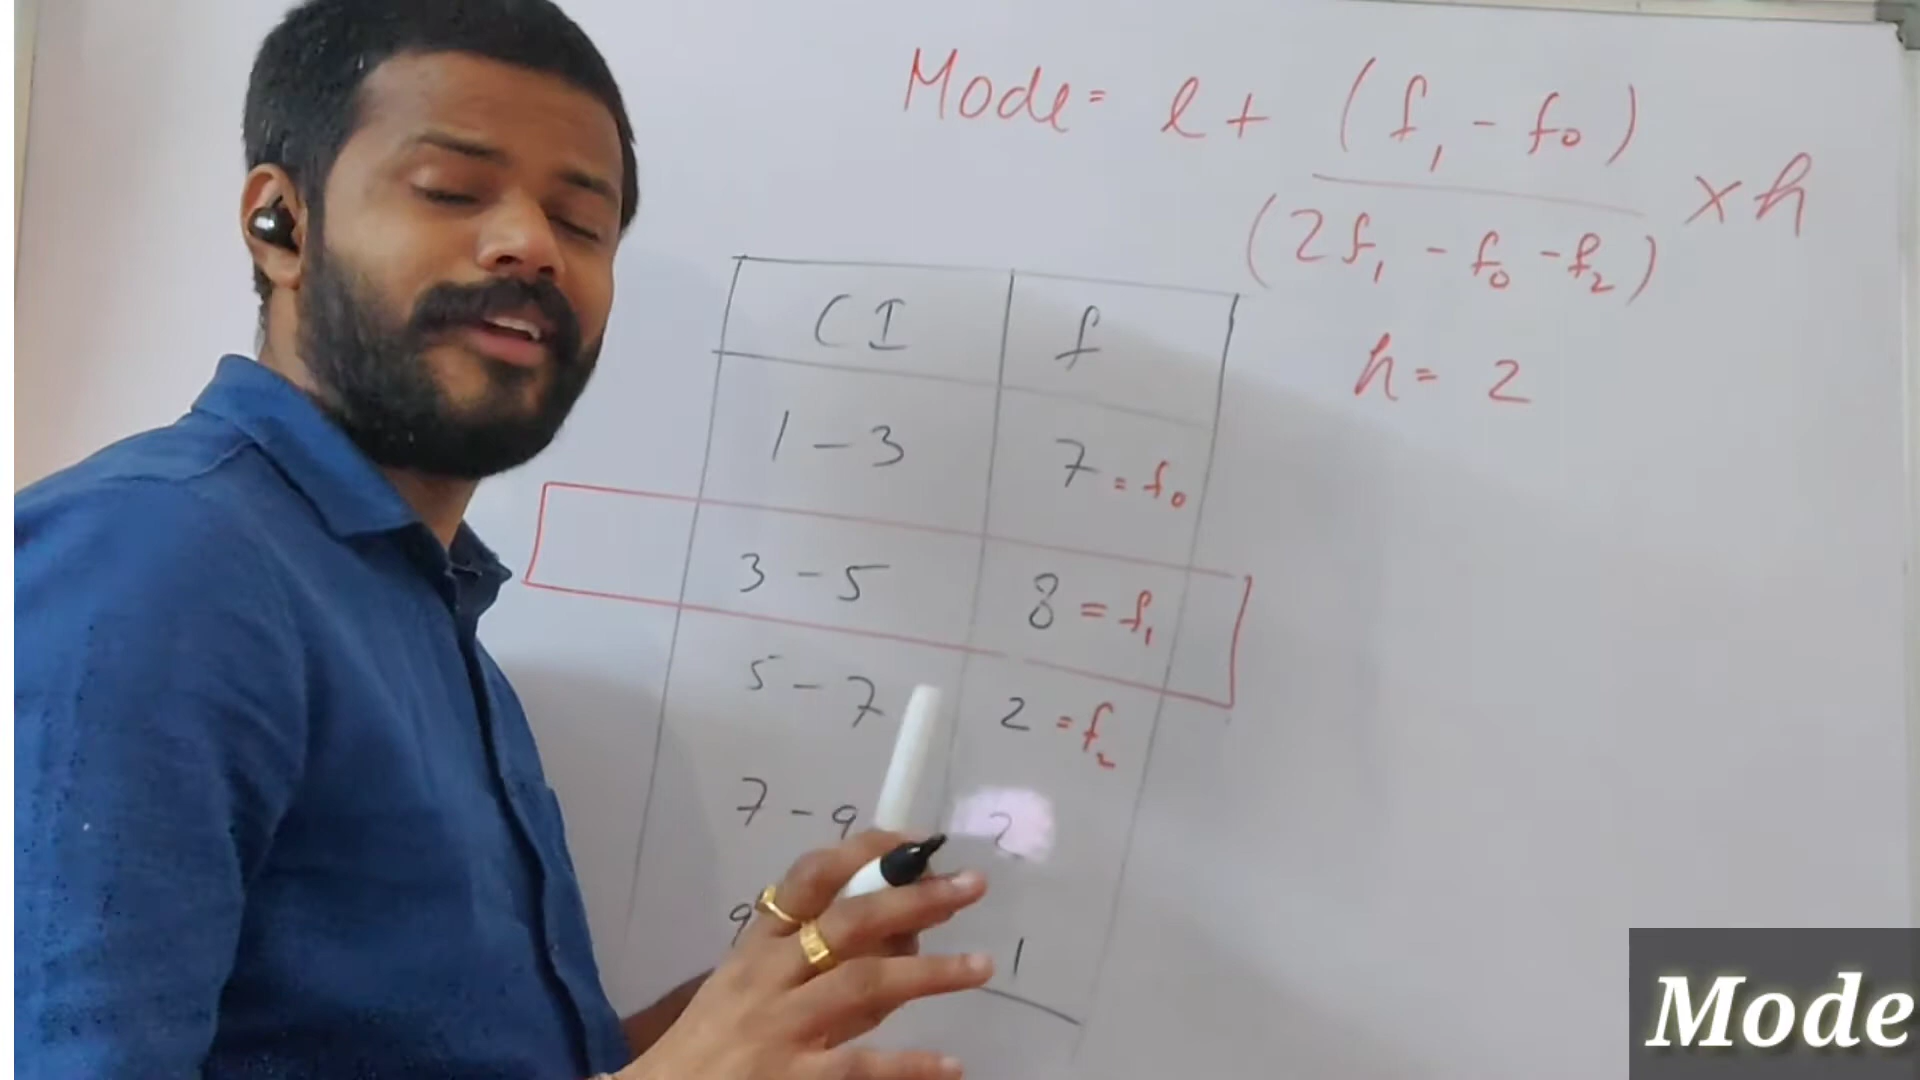 Mode = l + (f₁ - f₀) / (2f₁ - f₀ - f₂) × h
h = 2
CI f
1 - 3 7 = f₀
3 - 5 8 = f₁
5 - 7 2 = f₂
7 - 9 2
9 1
Mode